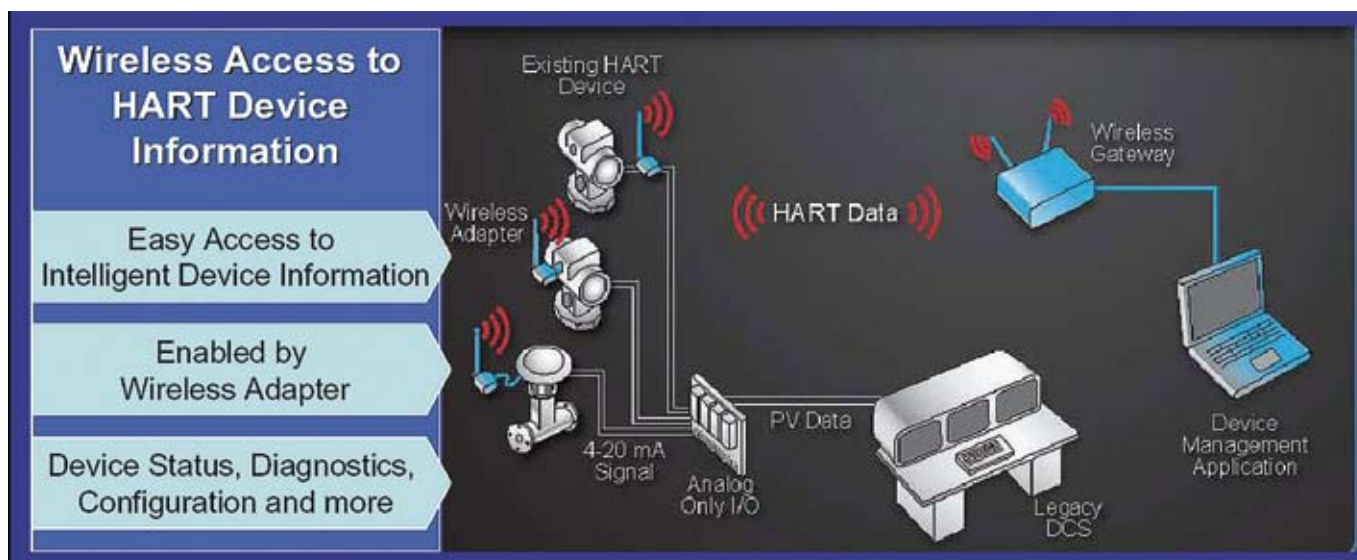 Wireless Access to
HART Device
Information
Easy Access to
Intelligent Device Information
Enabled by
Wireless Adapter
Device Status, Diagnostics,
Configuration and more
Existing HART
Device
Wireless
Adapter
HART Data
Wireless
Gateway
4-20 mA
Signal
Analog
Only I/O
PV Data
Legacy
DCS
Device
Management
Application